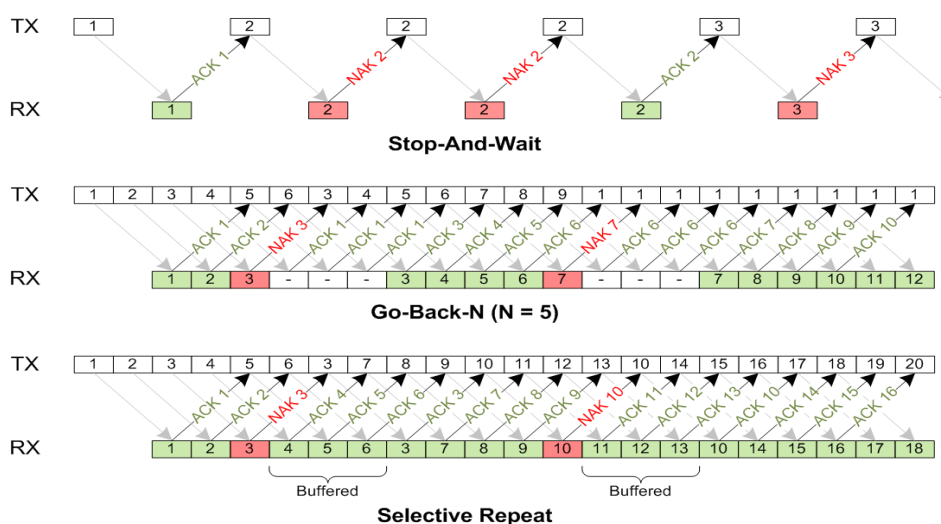 TX 1 2 2 2 3 3
ACK 1 NAK 2 NAK 2 ACK 2 NAK 3
RX 1 2 2 2 3
Stop-And-Wait
TX 1 2 3 4 5 6 3 4 5 6 7 8 9 1 1 1 1 1 1 1 1 1
ACK 1 ACK 2 NAK 3 ACK 1 ACK 1 ACK 1 ACK 3 ACK 4 ACK 5 ACK 6 NAK 7 ACK 6 ACK 6 ACK 6 ACK 7 ACK 8 ACK 9 ACK 10
RX 1 2 3 - - - 3 4 5 6 7 - - - 7 8 9 10 11 12
Go-Back-N (N = 5)
TX 1 2 3 4 5 6 3 7 8 9 10 11 12 13 10 14 15 16 17 18 19 20
ACK 1 ACK 2 NAK 3 ACK 4 ACK 5 ACK 6 ACK 3 ACK 7 ACK 8 ACK 9 NAK 10 ACK 11 ACK 12 ACK 13 ACK 10 ACK 14 ACK 15 ACK 16
RX 1 2 3 4 5 6 3 7 8 9 10 11 12 13 10 14 15 16 17 18
Buffered Buffered
Selective Repeat